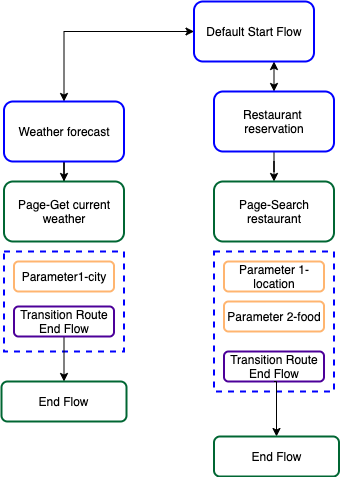 Default Start Flow
Weather forecast
Restaurant
reservation
Page-Get current
weather
Page-Search
restaurant
Parameter1-city
Transition Route
End Flow
Parameter 1-
location
Parameter 2-food
Transition Route
End Flow
End Flow
End Flow